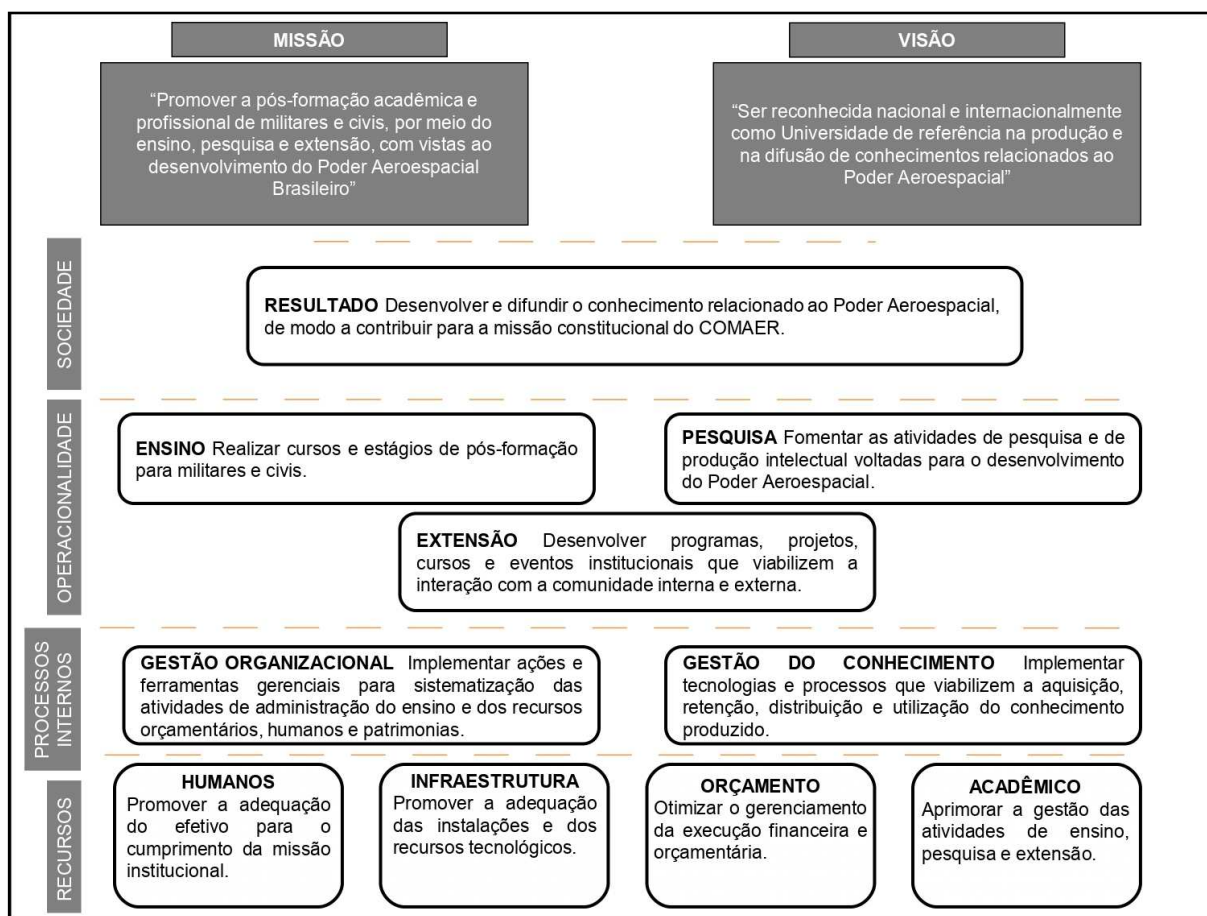 MISSÃO
VISÃO
“Promover a pós-formação acadêmica e
profissional de militares e civis, por meio do
ensino, pesquisa e extensão, com vistas ao
desenvolvimento do Poder Aeroespacial
Brasileiro”
“Ser reconhecida nacional e internacionalmente
como Universidade de referência na produção e
na difusão de conhecimentos relacionados ao
Poder Aeroespacial”
SOCIEDADE
RESULTADO Desenvolver e difundir o conhecimento relacionado ao Poder Aeroespacial,
de modo a contribuir para a missão constitucional do COMAER.
OPERACIONALIDADE
ENSINO Realizar cursos e estágios de pós-formação
para militares e civis.
PESQUISA Fomentar as atividades de pesquisa e de
produção intelectual voltadas para o desenvolvimento
do Poder Aeroespacial.
EXTENSÃO Desenvolver programas, projetos,
cursos e eventos institucionais que viabilizem a
interação com a comunidade interna e externa.
PROCESSOS
INTERNOS
GESTÃO ORGANIZACIONAL Implementar ações e
ferramentas gerenciais para sistematização das
atividades de administração do ensino e dos recursos
orçamentários, humanos e patrimonias.
GESTÃO DO CONHECIMENTO Implementar
tecnologias e processos que viabilizem a aquisição,
retenção, distribuição e utilização do conhecimento
produzido.
RECURSOS
HUMANOS
Promover a adequação
do efetivo para o
cumprimento da missão
institucional.
INFRAESTRUTURA
Promover a adequação
das instalações e dos
recursos tecnológicos.
ORÇAMENTO
Otimizar o gerenciamento
da execução financeira e
orçamentária.
ACADÊMICO
Aprimorar a gestão das
atividades de ensino,
pesquisa e extensão.